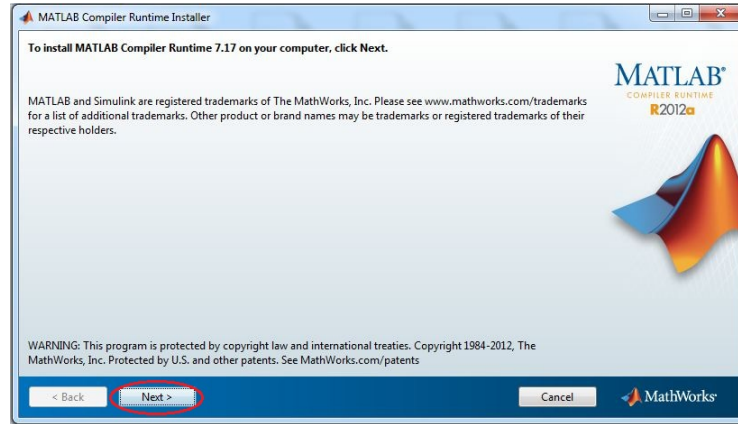 MATLAB Compiler Runtime Installer
To install MATLAB Compiler Runtime 7.17 on your computer, click Next.
MATLAB®
COMPILER RUNTIME
R2012a
MATLAB and Simulink are registered trademarks of The MathWorks, Inc. Please see www.mathworks.com/trademarks
for a list of additional trademarks. Other product or brand names may be trademarks or registered trademarks of their
respective holders.
WARNING: This program is protected by copyright law and international treaties. Copyright 1984-2012, The
MathWorks, Inc. Protected by U.S. and other patents. See MathWorks.com/patents
< Back Next > Cancel MathWorks®